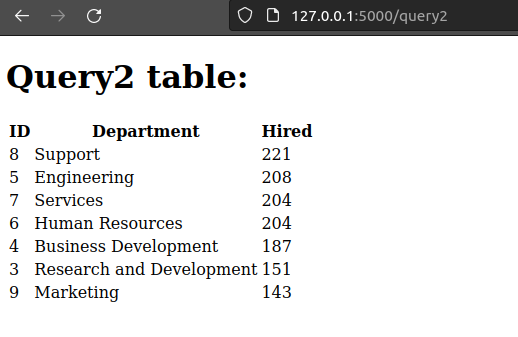 127.0.0.1:5000/query2
Query2 table:
ID Department Hired
8 Support 221
5 Engineering 208
7 Services 204
6 Human Resources 204
4 Business Development 187
3 Research and Development 151
9 Marketing 143